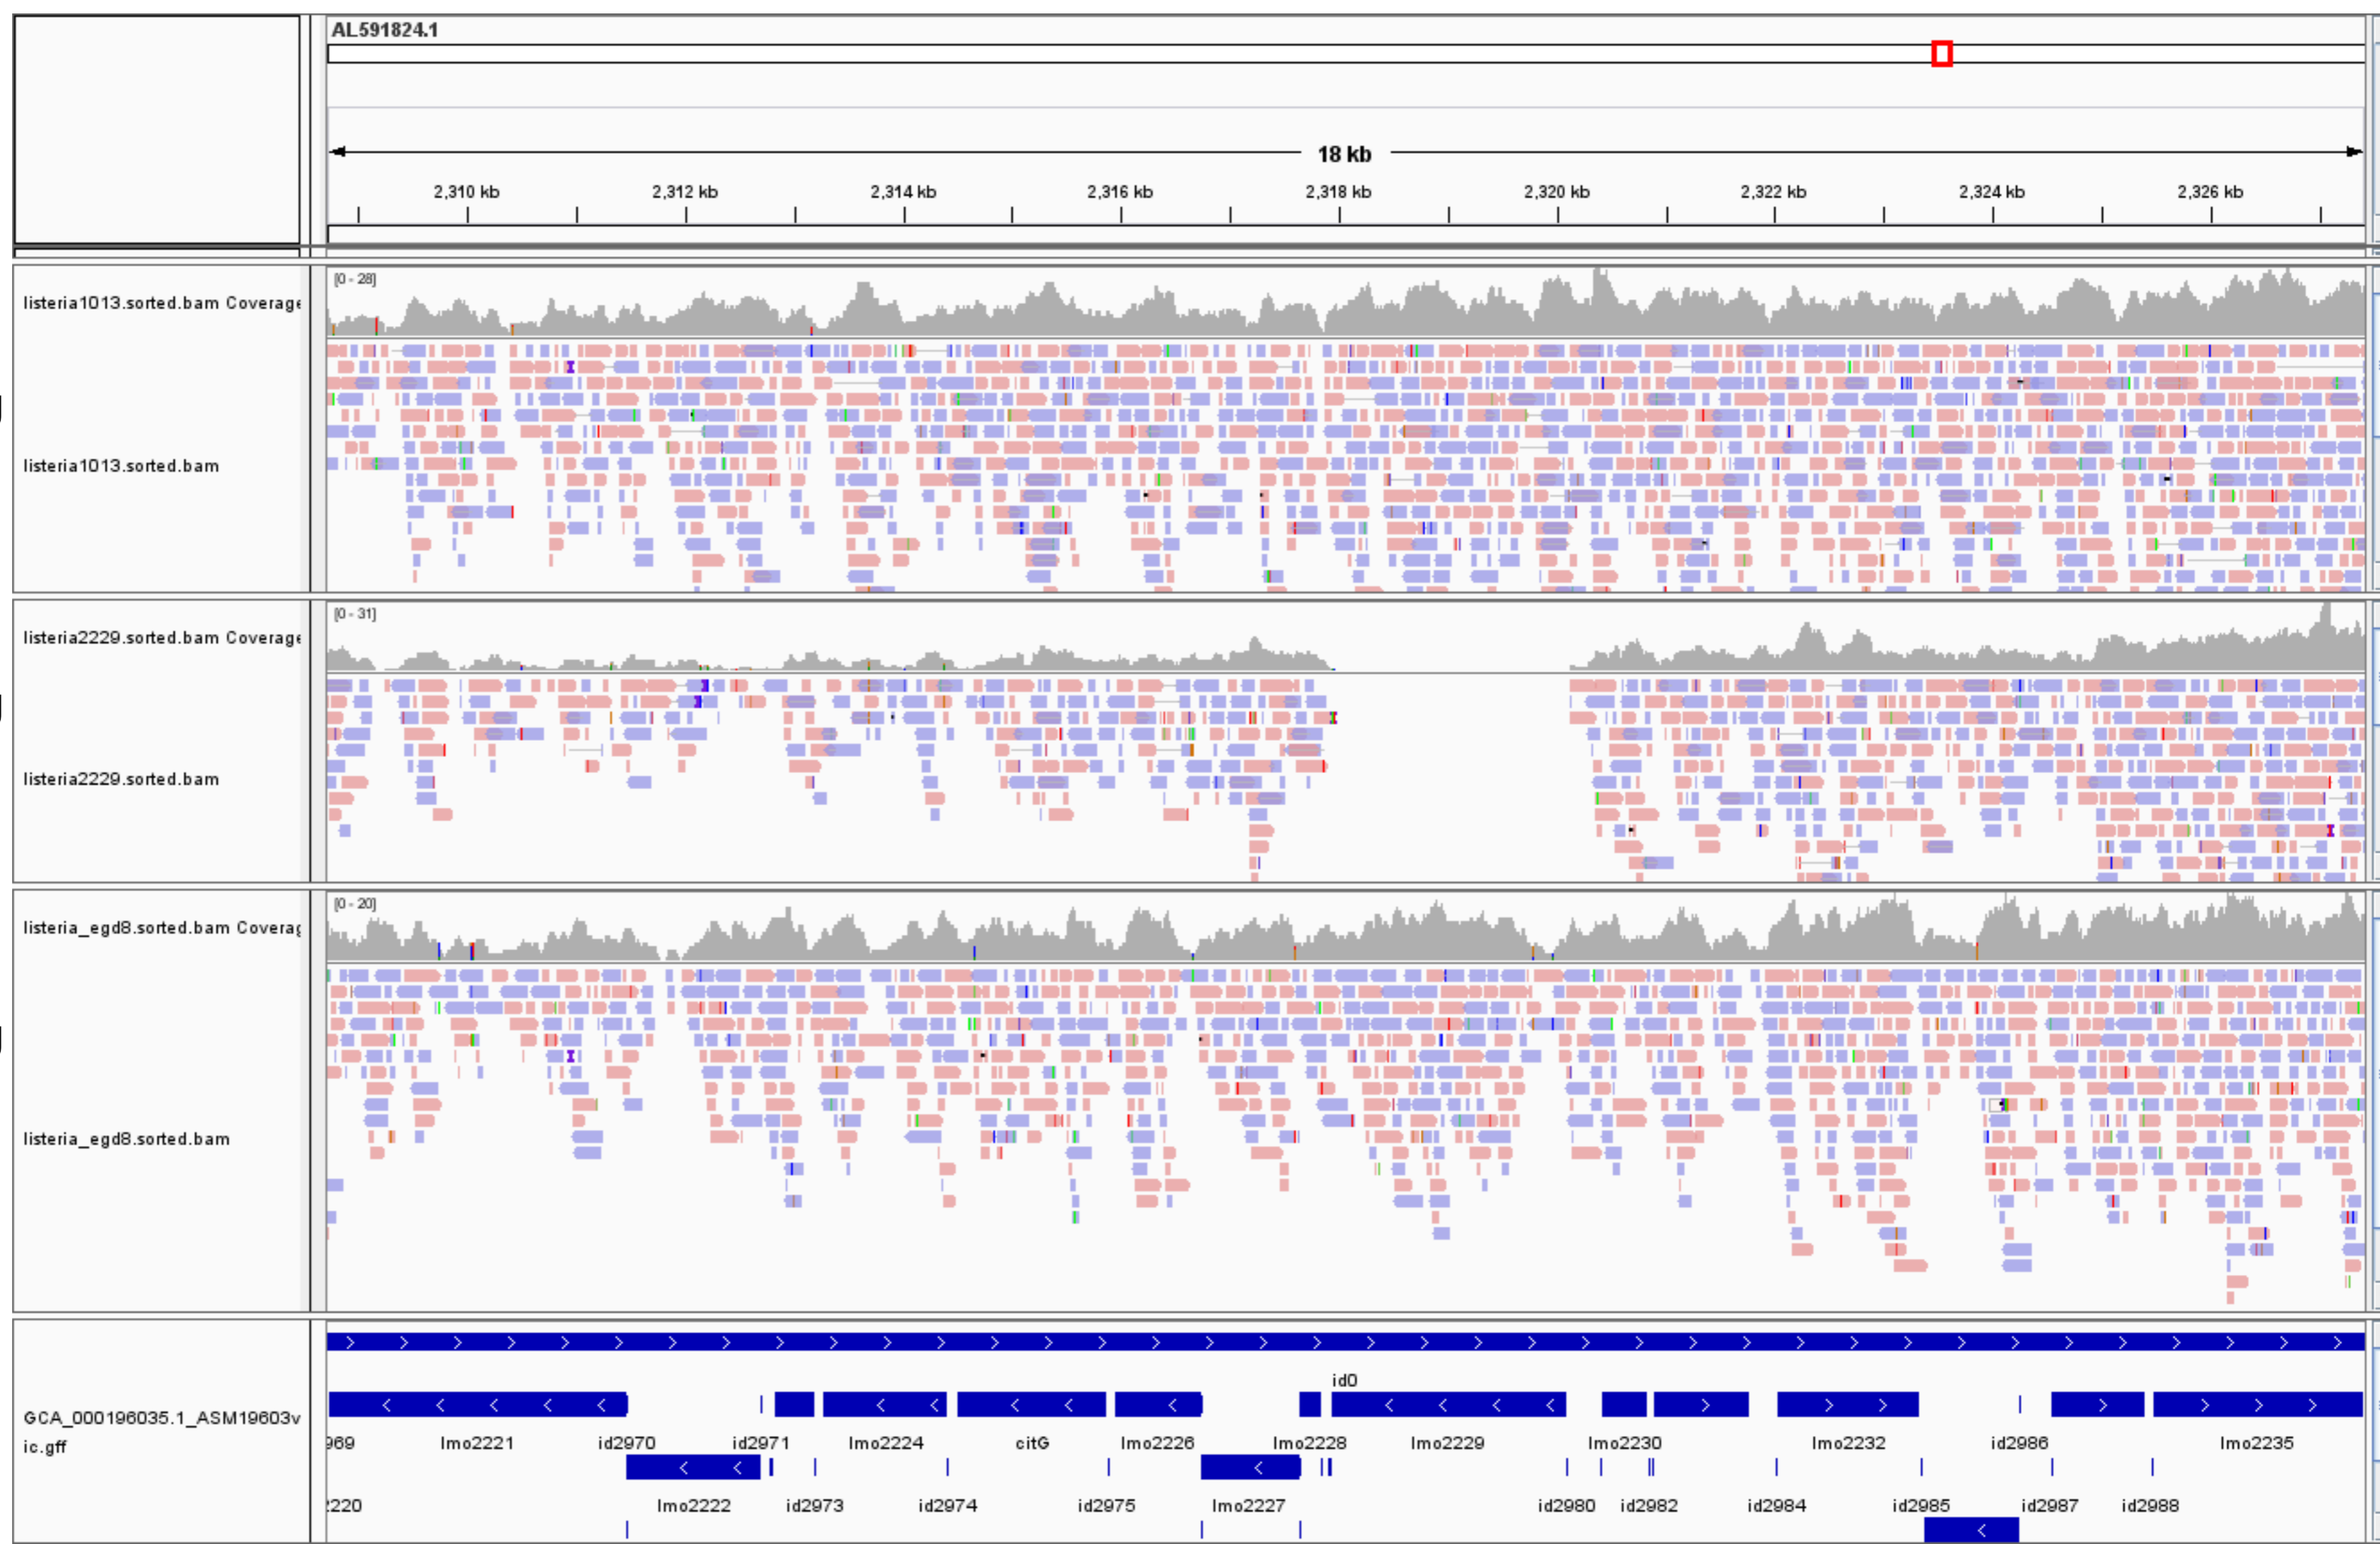 AL591824.1
18 kb
2,310 kb 2,312 kb 2,314 kb 2,316 kb 2,318 kb 2,320 kb 2,322 kb 2,324 kb 2,326 kb
[0 - 28]
listeria1013.sorted.bam Coverage
listeria1013.sorted.bam
[0 - 31]
listeria2229.sorted.bam Coverage
listeria2229.sorted.bam
[0 - 20]
listeria_egd8.sorted.bam Coverag
listeria_egd8.sorted.bam
id0
GCA_000196035.1_ASM19603v
ic.gff
969 lmo2221 id2970 id2971 lmo2224 citG lmo2226 lmo2228 lmo2229 lmo2230 lmo2232 id2986 lmo2235
2220 lmo2222 id2973 id2974 id2975 lmo2227 id2980 id2982 id2984 id2985 id2987 id2988